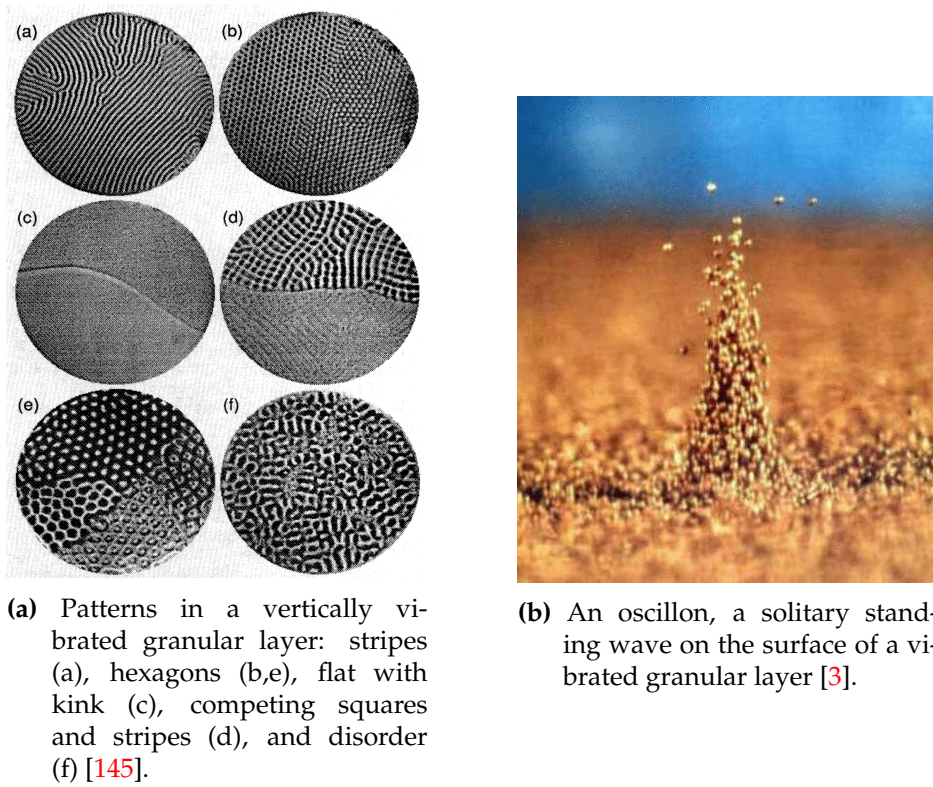 (a)
(b)
(c)
(d)
(e)
(f)
(a) Patterns in a vertically vi-
brated granular layer: stripes
(a), hexagons (b,e), flat with
kink (c), competing squares
and stripes (d), and disorder
(f) [145].
(b) An oscillon, a solitary stand-
ing wave on the surface of a vi-
brated granular layer [3].